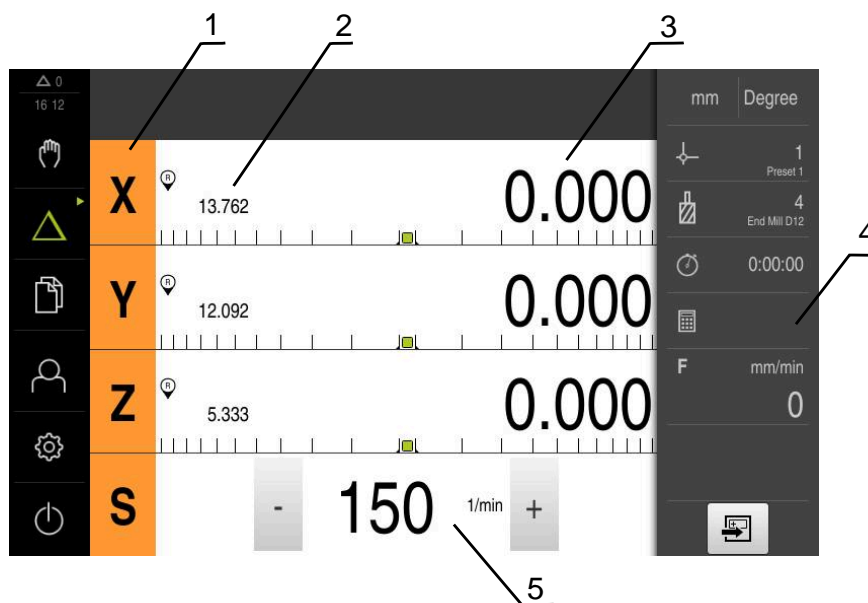 1
2
3
0
16 12
mm
Degree
X
R
13.762
0.000
1
Preset 1
4
End Mill D12
4
Y
R
12.092
0.000
0:00:00
Z
R
5.333
0.000
F
mm/min
0
S
-
150
1/min
+
5